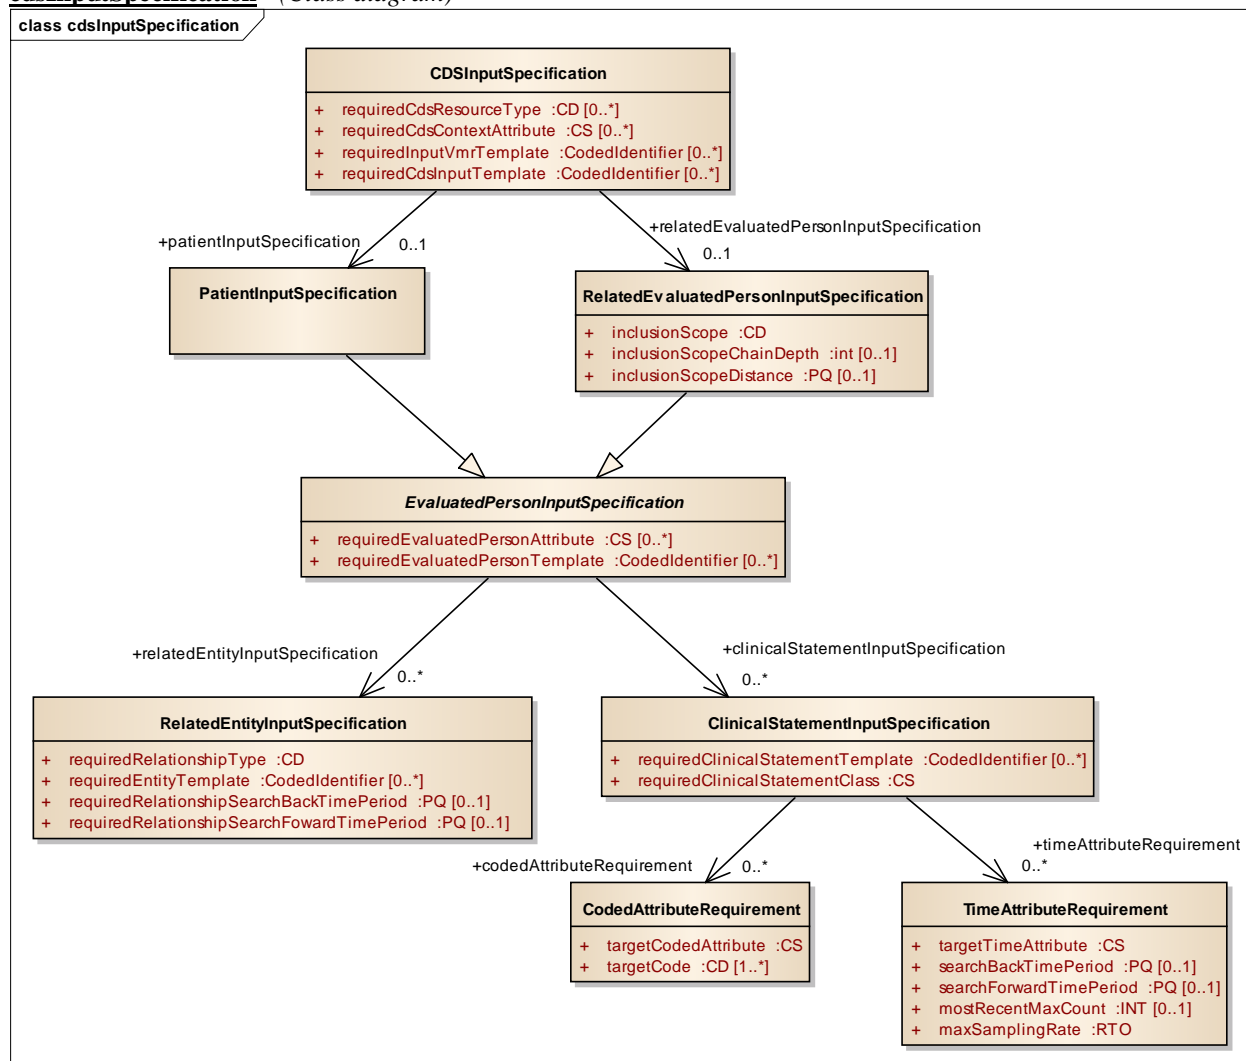 cdsInputSpecification (Class diagram)
class cdsInputSpecification
CDSInputSpecification
+ requiredCdsResourceType :CD [0..*]
+ requiredCdsContextAttribute :CS [0..*]
+ requiredInputVmrTemplate :CodedIdentifier [0..*]
+ requiredCdsInputTemplate :CodedIdentifier [0..*]
+patientInputSpecification
0..1
+relatedEvaluatedPersonInputSpecification
0..1
PatientInputSpecification
RelatedEvaluatedPersonInputSpecification
+ inclusionScope :CD
+ inclusionScopeChainDepth :int [0..1]
+ inclusionScopeDistance :PQ [0..1]
EvaluatedPersonInputSpecification
+ requiredEvaluatedPersonAttribute :CS [0..*]
+ requiredEvaluatedPersonTemplate :CodedIdentifier [0..*]
+relatedEntityInputSpecification
0..*
+clinicalStatementInputSpecification
0..*
RelatedEntityInputSpecification
+ requiredRelationshipType :CD
+ requiredEntityTemplate :CodedIdentifier [0..*]
+ requiredRelationshipSearchBackTimePeriod :PQ [0..1]
+ requiredRelationshipSearchFowardTimePeriod :PQ [0..1]
ClinicalStatementInputSpecification
+ requiredClinicalStatementTemplate :CodedIdentifier [0..*]
+ requiredClinicalStatementClass :CS
+codedAttributeRequirement
0..*
+timeAttributeRequirement
0..*
CodedAttributeRequirement
+ targetCodedAttribute :CS
+ targetCode :CD [1..*]
TimeAttributeRequirement
+ targetTimeAttribute :CS
+ searchBackTimePeriod :PQ [0..1]
+ searchForwardTimePeriod :PQ [0..1]
+ mostRecentMaxCount :INT [0..1]
+ maxSamplingRate :RTO